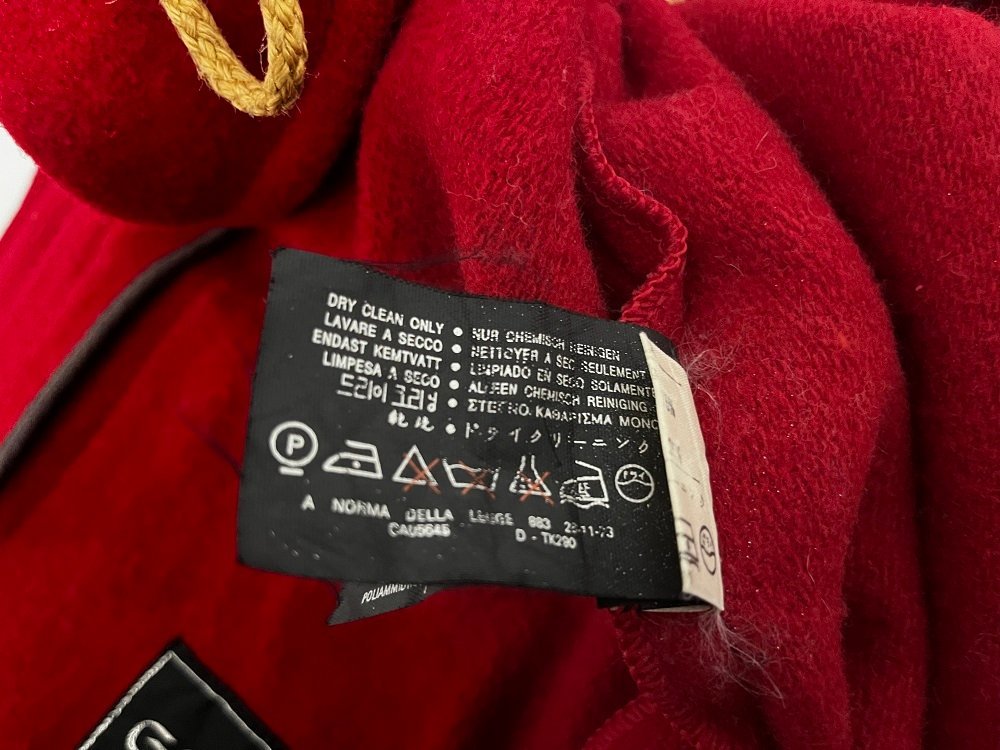 DRY CLEAN ONLY • NUR CHEMISCH REINIGEN
LAVARE A SECCO • NETTOYER A SEC SEULEMENT
ENDAST KEMTVATT • LIMPIADO EN SECO SOLAMENTE
LIMPESA A SECO • ALLEEN CHEMISCH REINIGING
드라이 크리닝 • ΣΤΕΓΝΟ ΚΑΘΑΡΙΣΜΑ ΜΟΝΟ
乾洗 • ドライクリーニング
P
A NORMA DELLA LEGGE 883 26-11-73
CAU5645 D - TK290
POLIAMMID